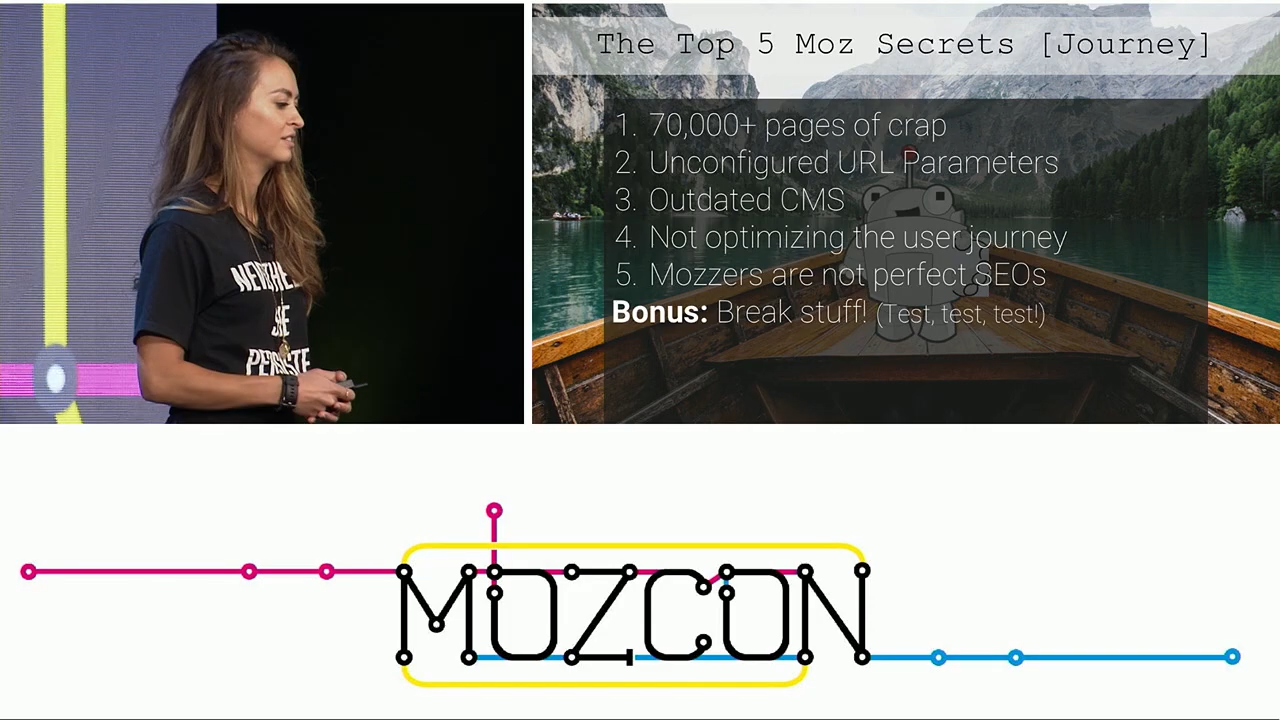 The Top 5 Moz Secrets [Journey]
1. 70,000+ pages of crap
2. Unconfigured URL Parameters
3. Outdated CMS
4. Not optimizing the user journey
5. Mozzers are not perfect SEOs
Bonus: Break stuff! (Test, test, test!)
MOZCON